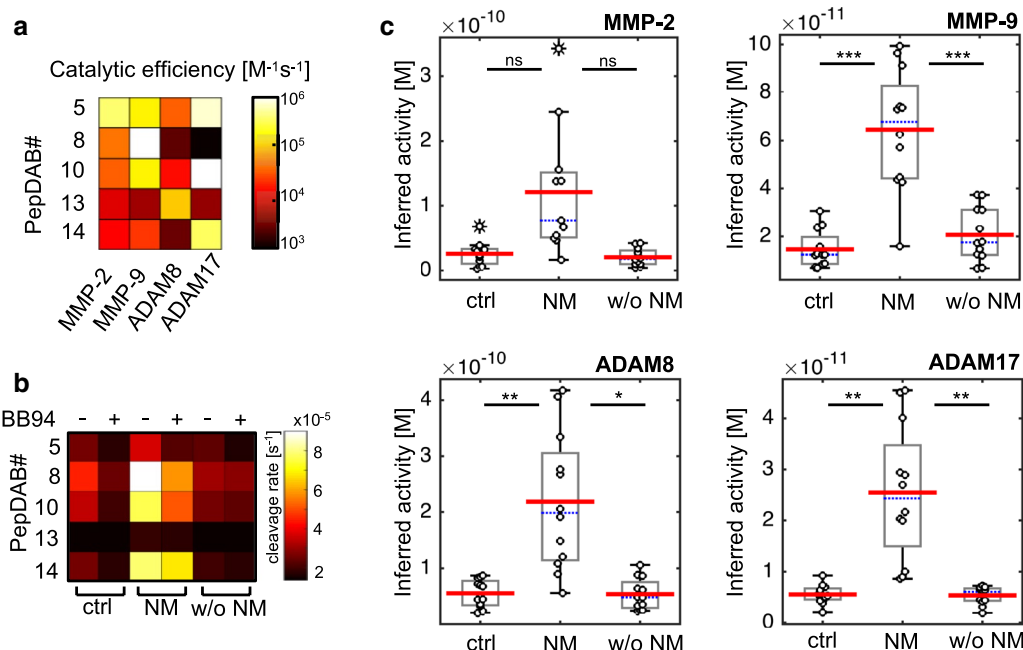 a
Catalytic efficiency [M⁻¹s⁻¹]
PepDAB#
5
8
10
13
14
10⁶
10⁵
10⁴
10³
MMP-2
MMP-9
ADAM8
ADAM17
b
BB94 - + - + - +
PepDAB#
5
8
10
13
14
x10⁻⁵
8
6
4
2
cleavage rate [s⁻¹]
ctrl NM w/o NM
c
×10⁻¹⁰ MMP-2
Inferred activity [M]
3
2
1
0
ns ns
ctrl NM w/o NM
×10⁻¹¹ MMP-9
Inferred activity [M]
10
8
6
4
2
*** ***
ctrl NM w/o NM
×10⁻¹⁰ ADAM8
Inferred activity [M]
4
3
2
1
** *
ctrl NM w/o NM
×10⁻¹¹ ADAM17
Inferred activity [M]
4
3
2
1
0
** **
ctrl NM w/o NM